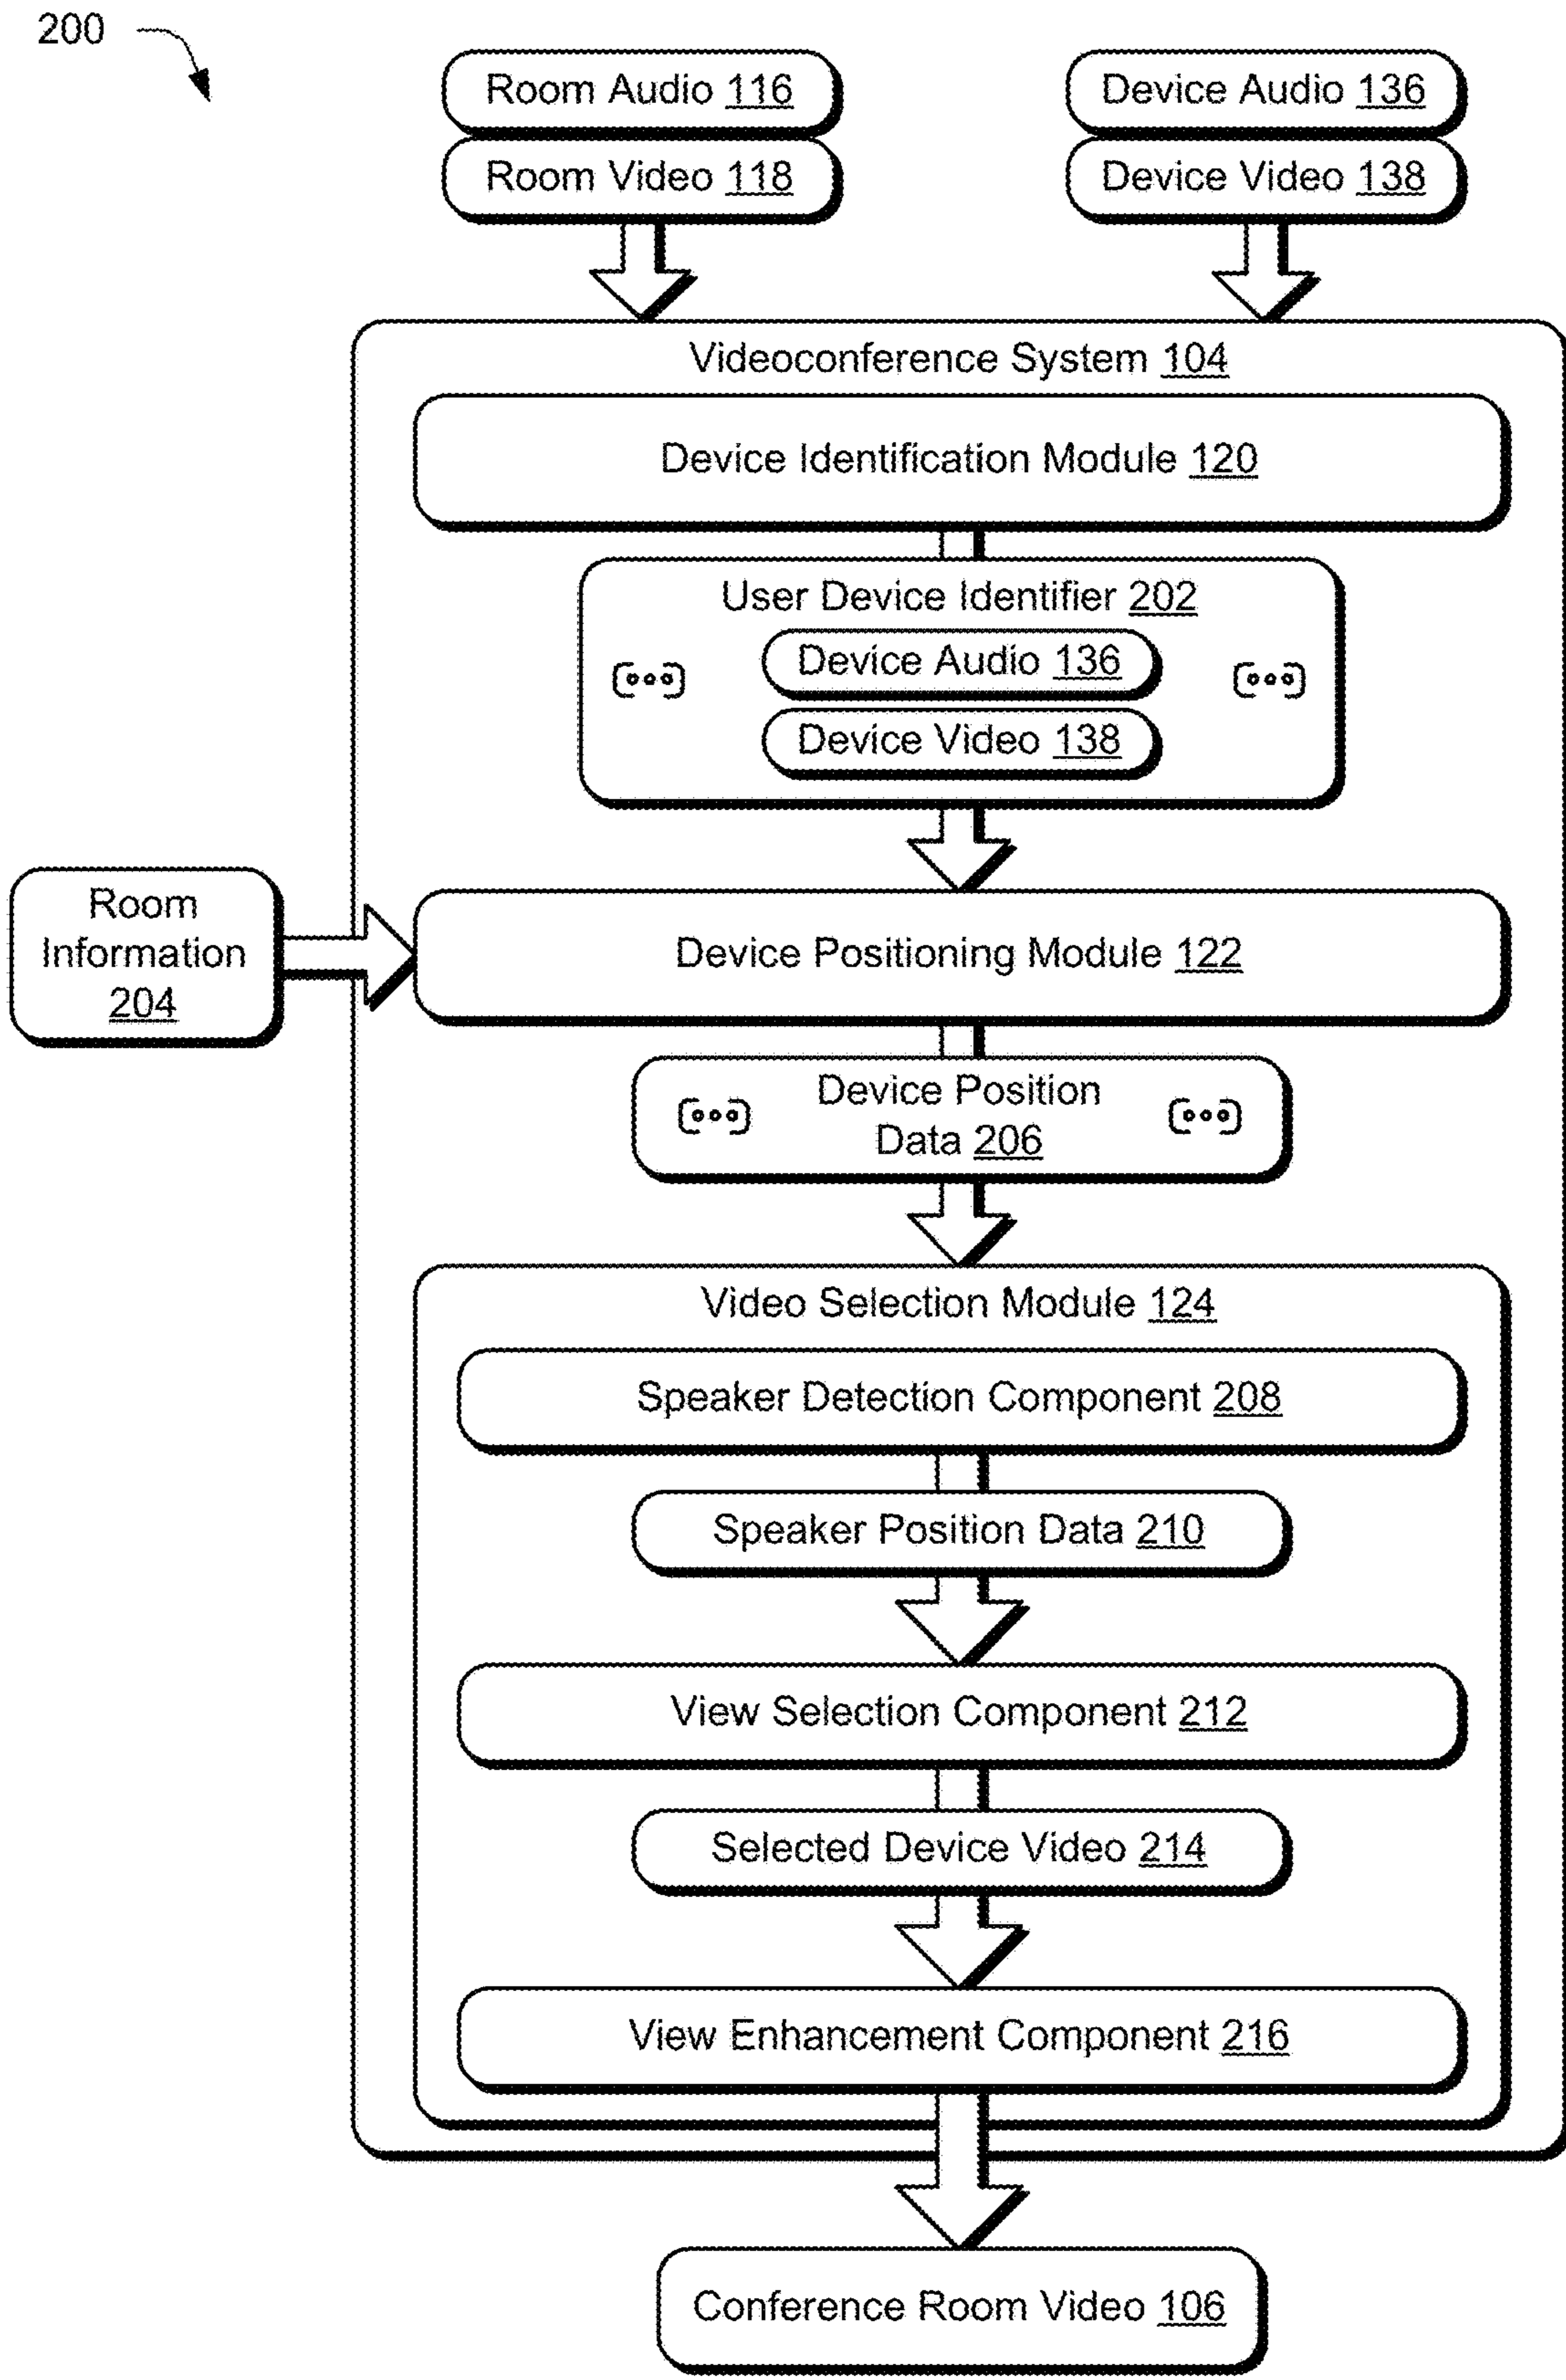 200
Room Audio 116
Device Audio 136
Room Video 118
Device Video 138
Videoconference System 104
Device Identification Module 120
User Device Identifier 202
Device Audio 136
Device Video 138
Room
Information
204
Device Positioning Module 122
Device Position
Data 206
Video Selection Module 124
Speaker Detection Component 208
Speaker Position Data 210
View Selection Component 212
Selected Device Video 214
View Enhancement Component 216
Conference Room Video 106